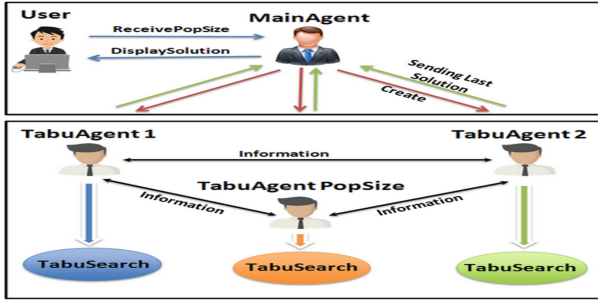 User
MainAgent
ReceivePopSize
DisplaySolution
Sending Last
Solution
Create
TabuAgent 1
TabuAgent 2
Information
TabuAgent PopSize
Information
Information
TabuSearch
TabuSearch
TabuSearch